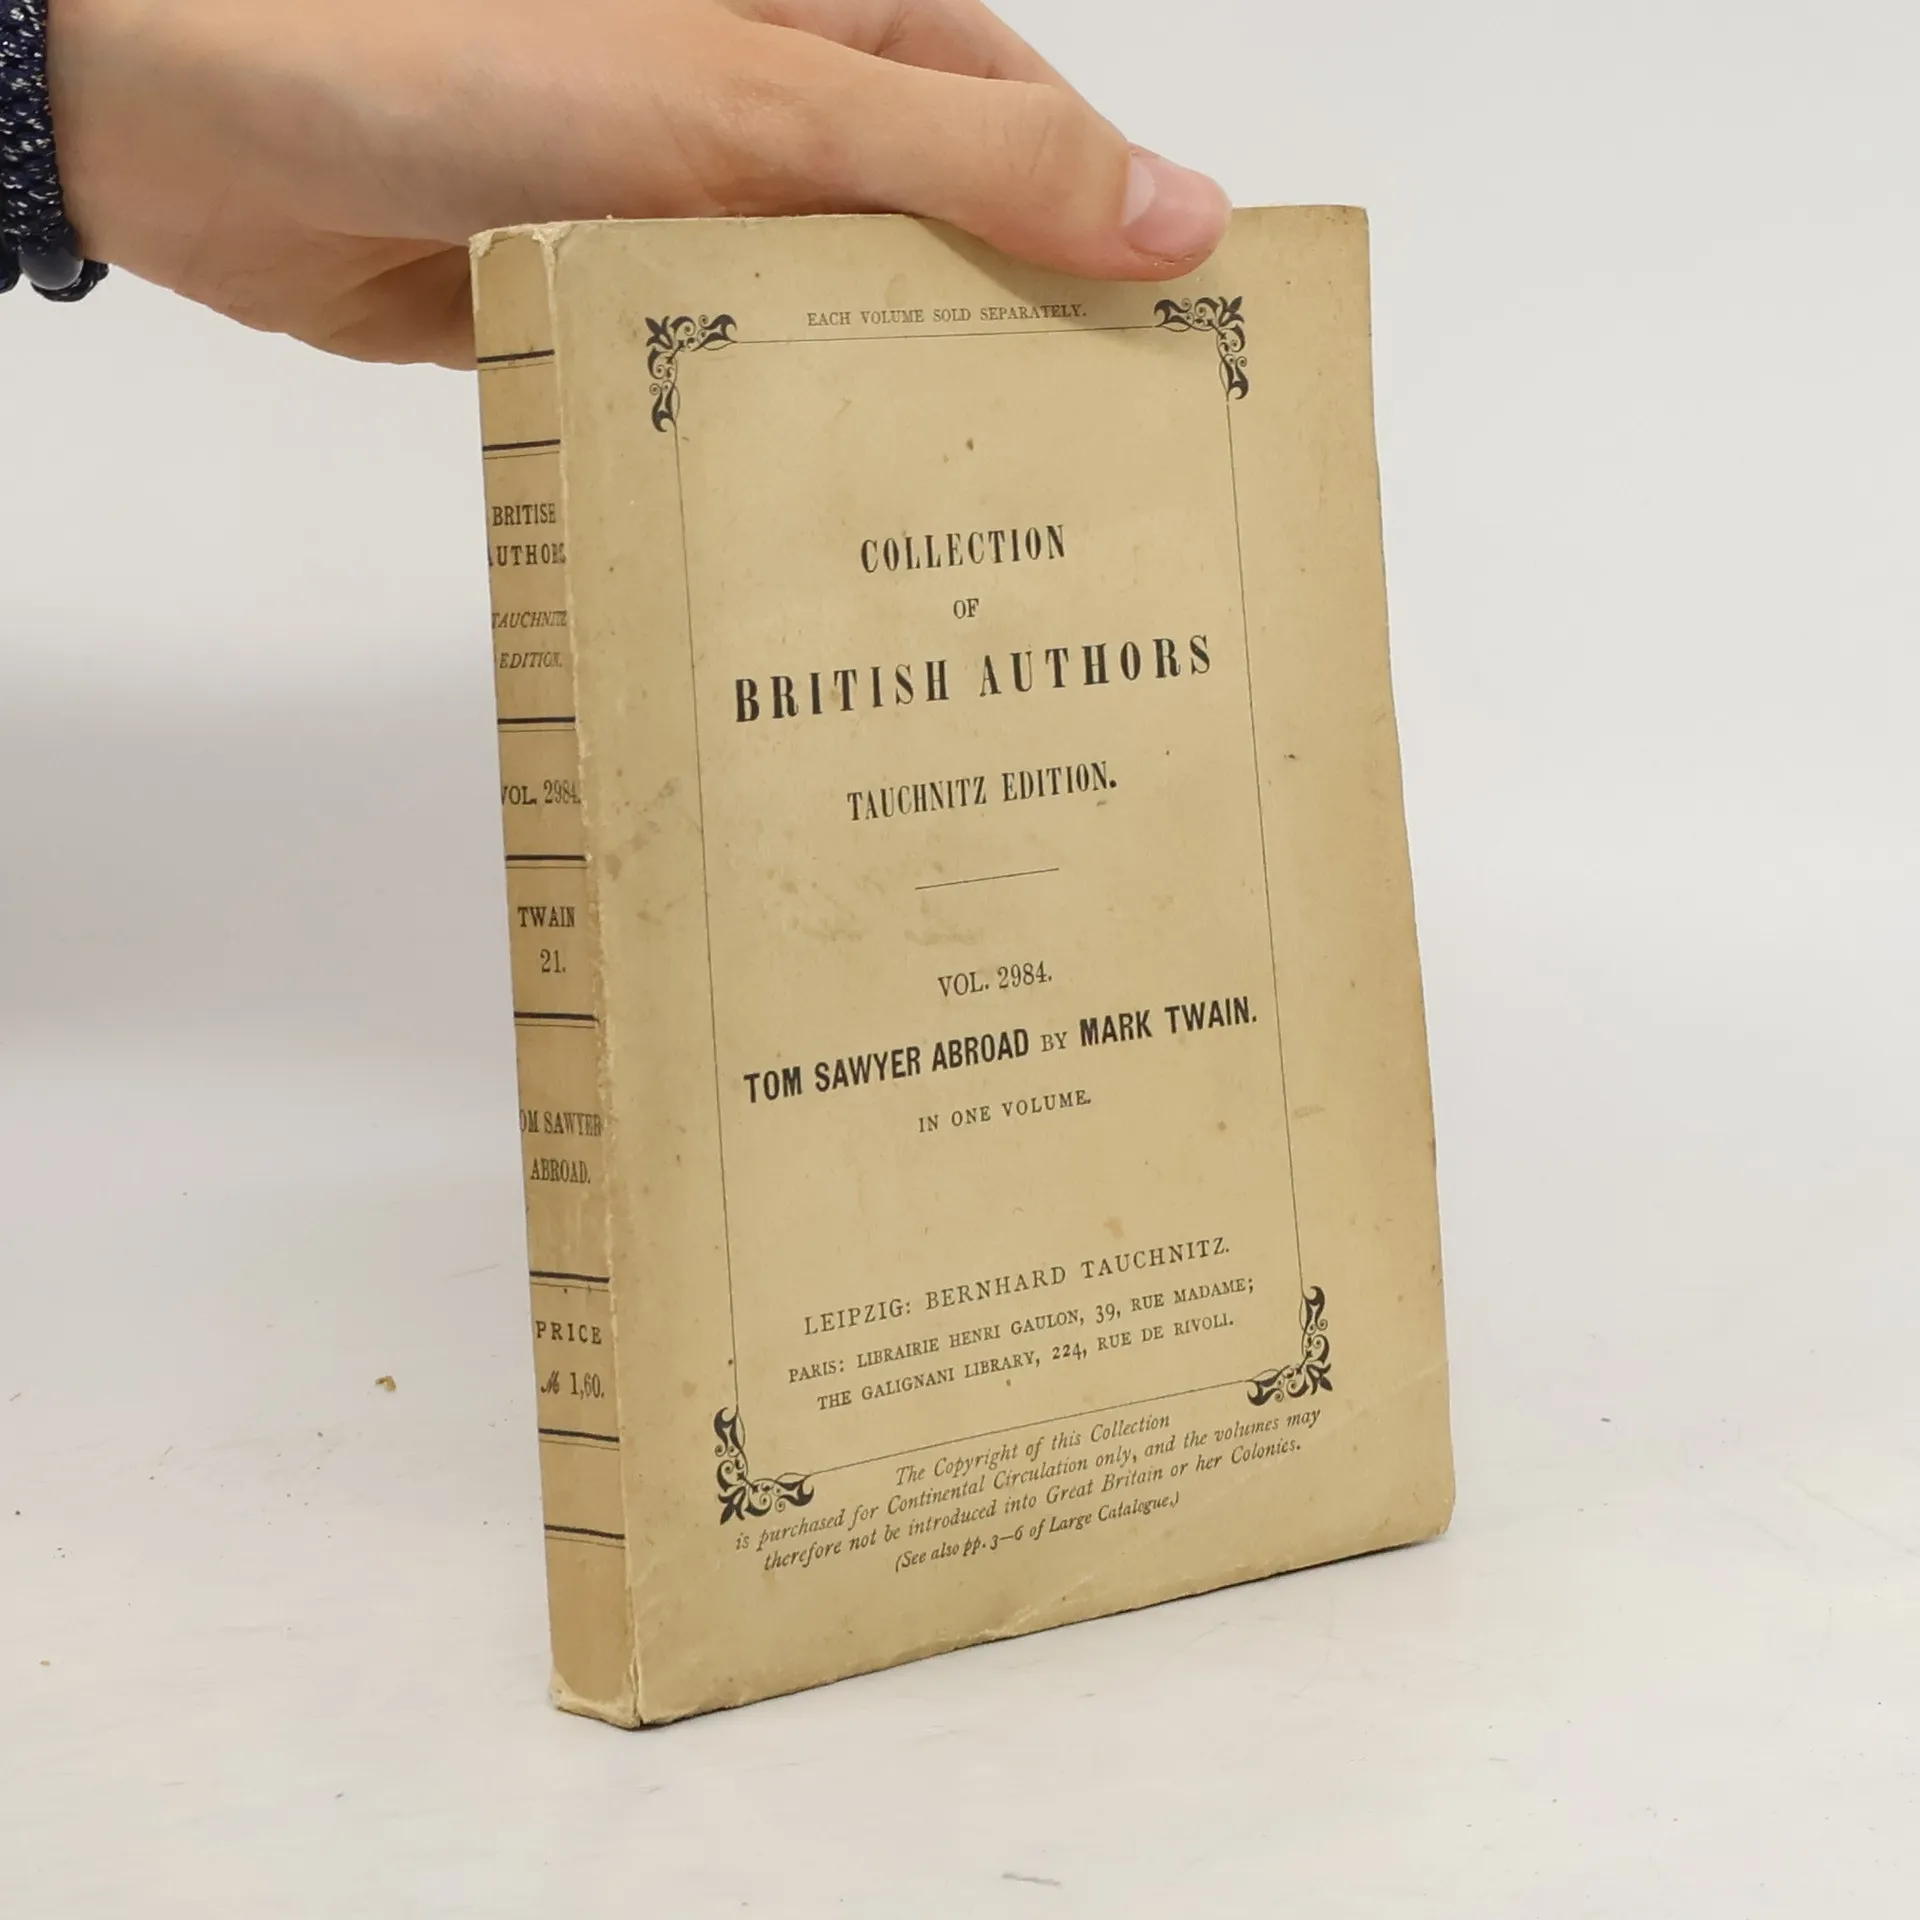 BRITISH
AUTHORS
TAUCHNITZ
EDITION.
VOL. 2984.
TWAIN
21.
TOM SAWYER
ABROAD.
PRICE
ℳ 1,60.
EACH VOLUME SOLD SEPARATELY.
COLLECTION
OF
BRITISH AUTHORS
TAUCHNITZ EDITION.
VOL. 2984.
TOM SAWYER ABROAD BY MARK TWAIN.
IN ONE VOLUME.
LEIPZIG: BERNHARD TAUCHNITZ.
PARIS: LIBRAIRIE HENRI GAULON, 39, RUE MADAME;
THE GALIGNANI LIBRARY, 224, RUE DE RIVOLI.
The Copyright of this Collection
is purchased for Continental Circulation only, and the volumes may
therefore not be introduced into Great Britain or her Colonies.
(See also pp. 3—6 of Large Catalogue.)